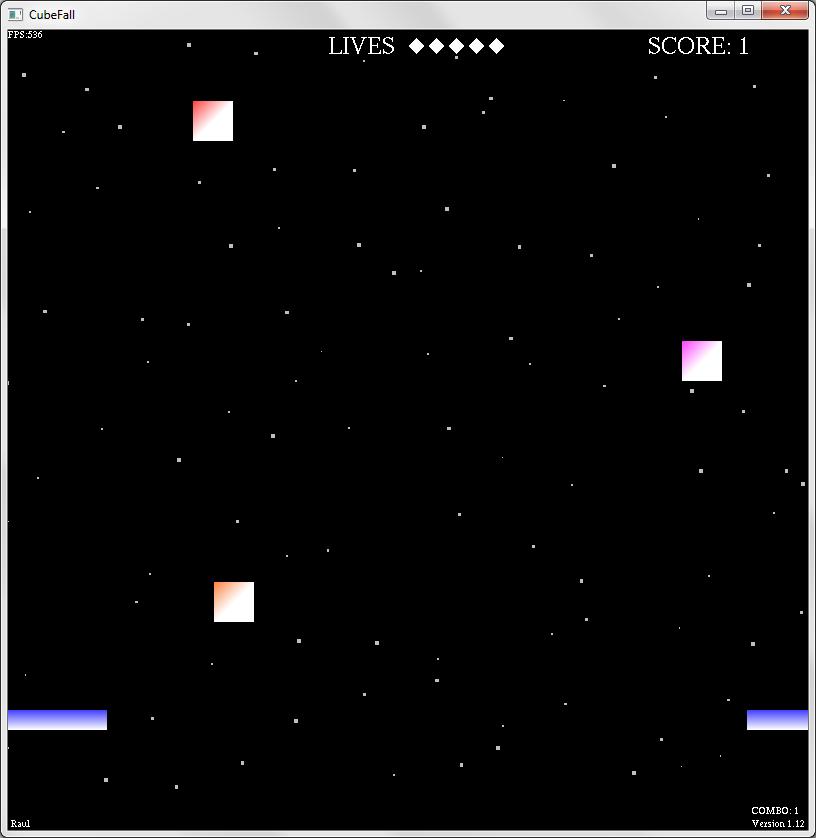 CubeFall
FPS:536
LIVES ◆◆◆◆◆ SCORE: 1
COMBO: 1
Raul
Version 1.12